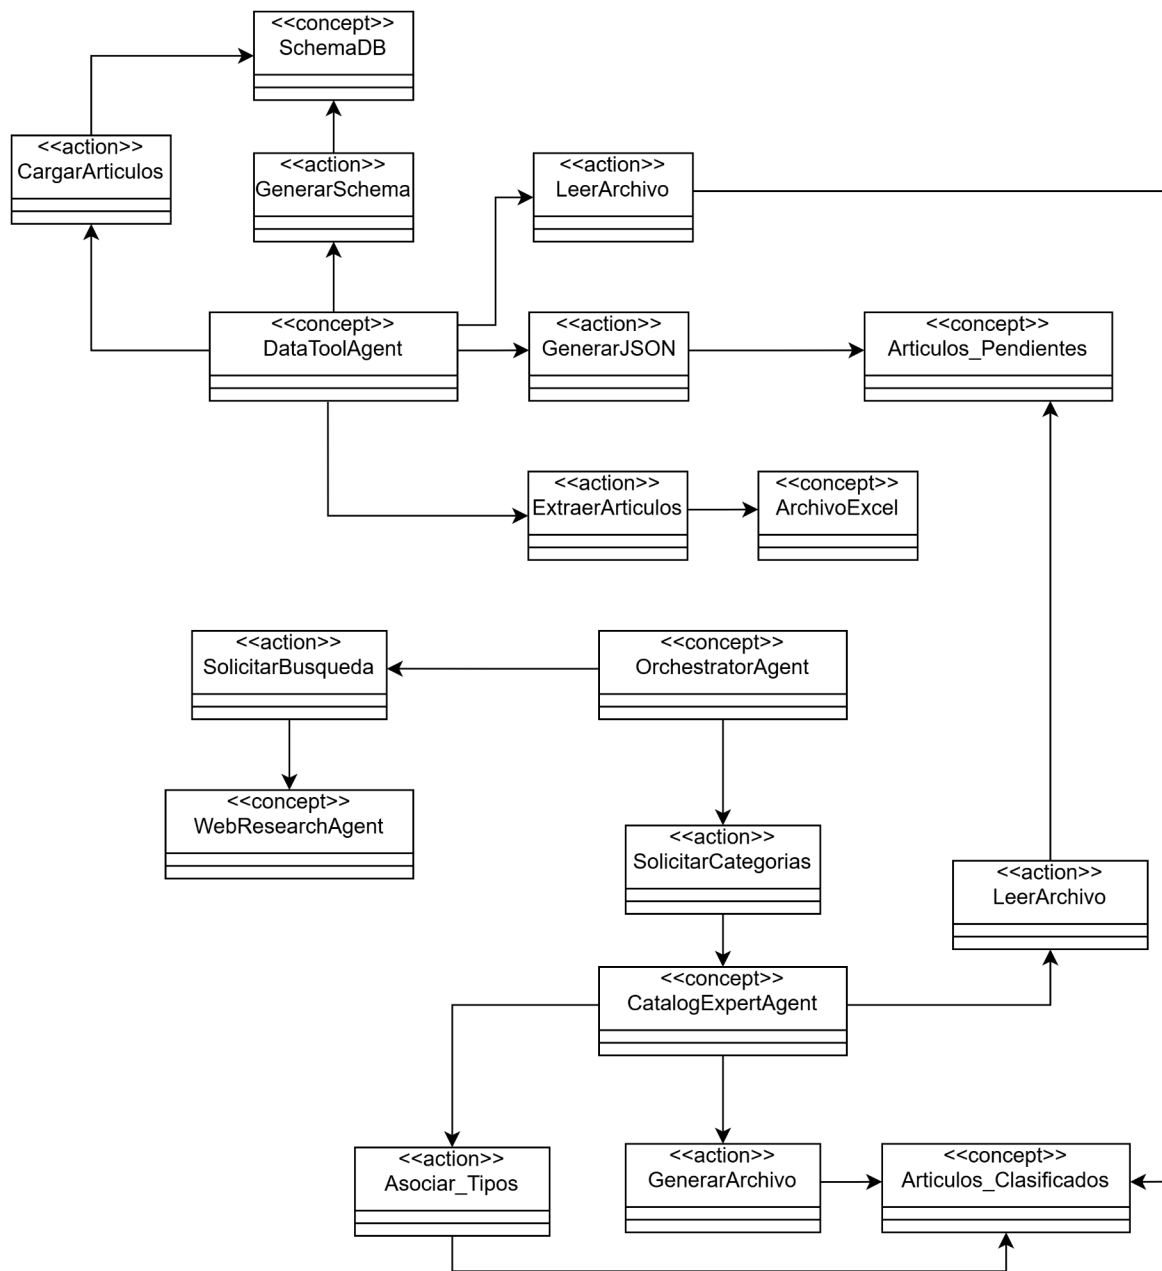 <<concept>>
SchemaDB
<<action>>
CargarArticulos
<<action>>
GenerarSchema
<<action>>
LeerArchivo
<<concept>>
DataToolAgent
<<action>>
GenerarJSON
<<concept>>
Articulos_Pendientes
<<action>>
ExtraerArticulos
<<concept>>
ArchivoExcel
<<action>>
SolicitarBusqueda
<<concept>>
OrchestratorAgent
<<concept>>
WebResearchAgent
<<action>>
SolicitarCategorias
<<action>>
LeerArchivo
<<concept>>
CatalogExpertAgent
<<action>>
Asociar_Tipos
<<action>>
GenerarArchivo
<<concept>>
Articulos_Clasificados